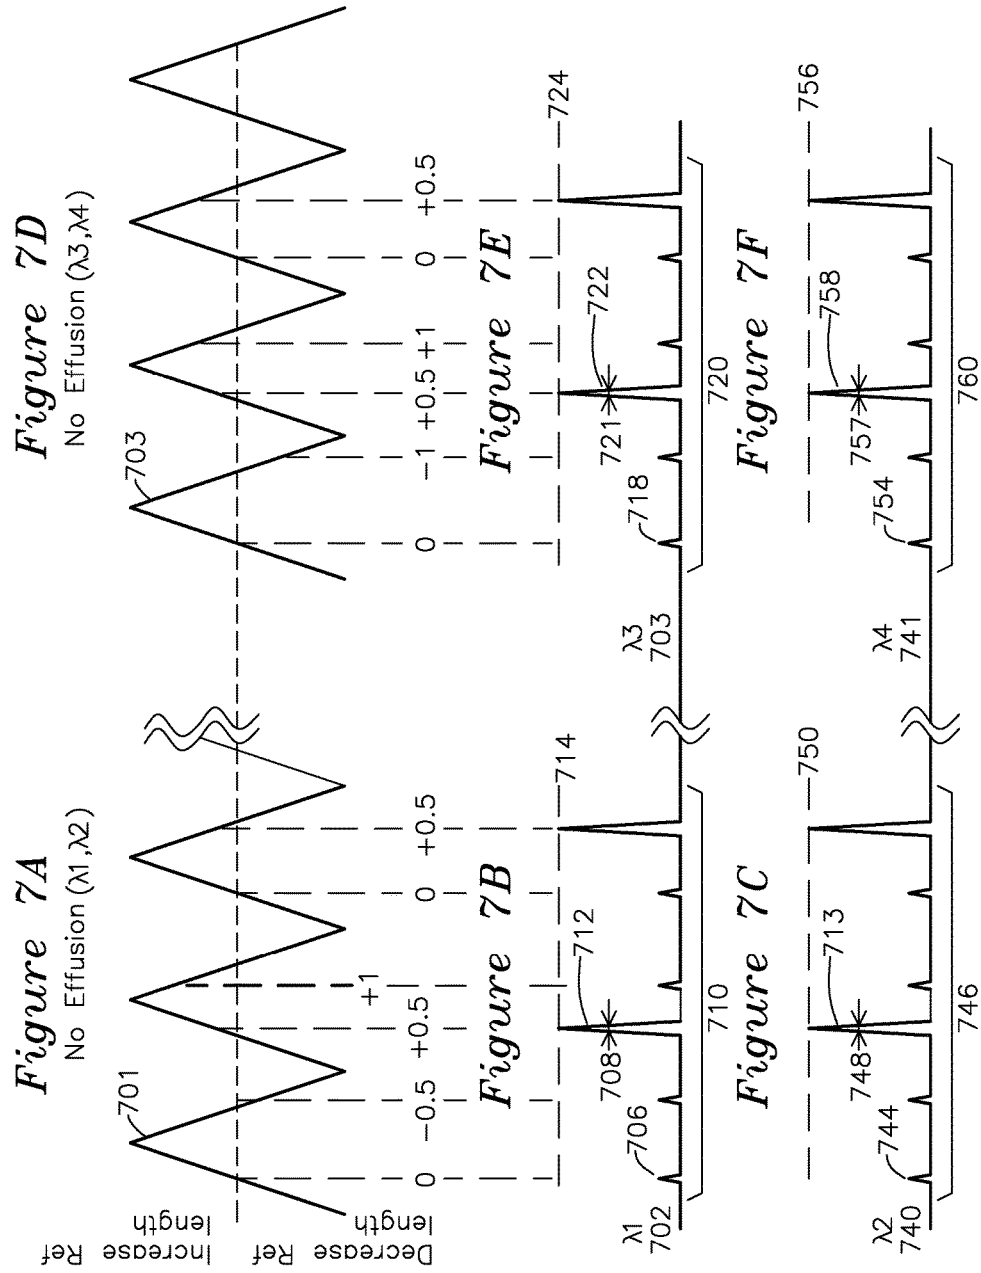 Figure 7A
No Effusion (λ1,λ2)
Figure 7D
No Effusion (λ3,λ4)
Increase
Ref
length
701
703
Decrease
Ref
length
0
-0.5
+0.5
+1
0
+0.5
0
-1
+0.5
+1
0
+0.5
Figure 7B
714
Figure 7E
724
λ1
702
706
708
712
710
λ3
703
718
721
722
720
Figure 7C
750
Figure 7F
756
λ2
740
744
748
713
746
λ4
741
754
757
758
760